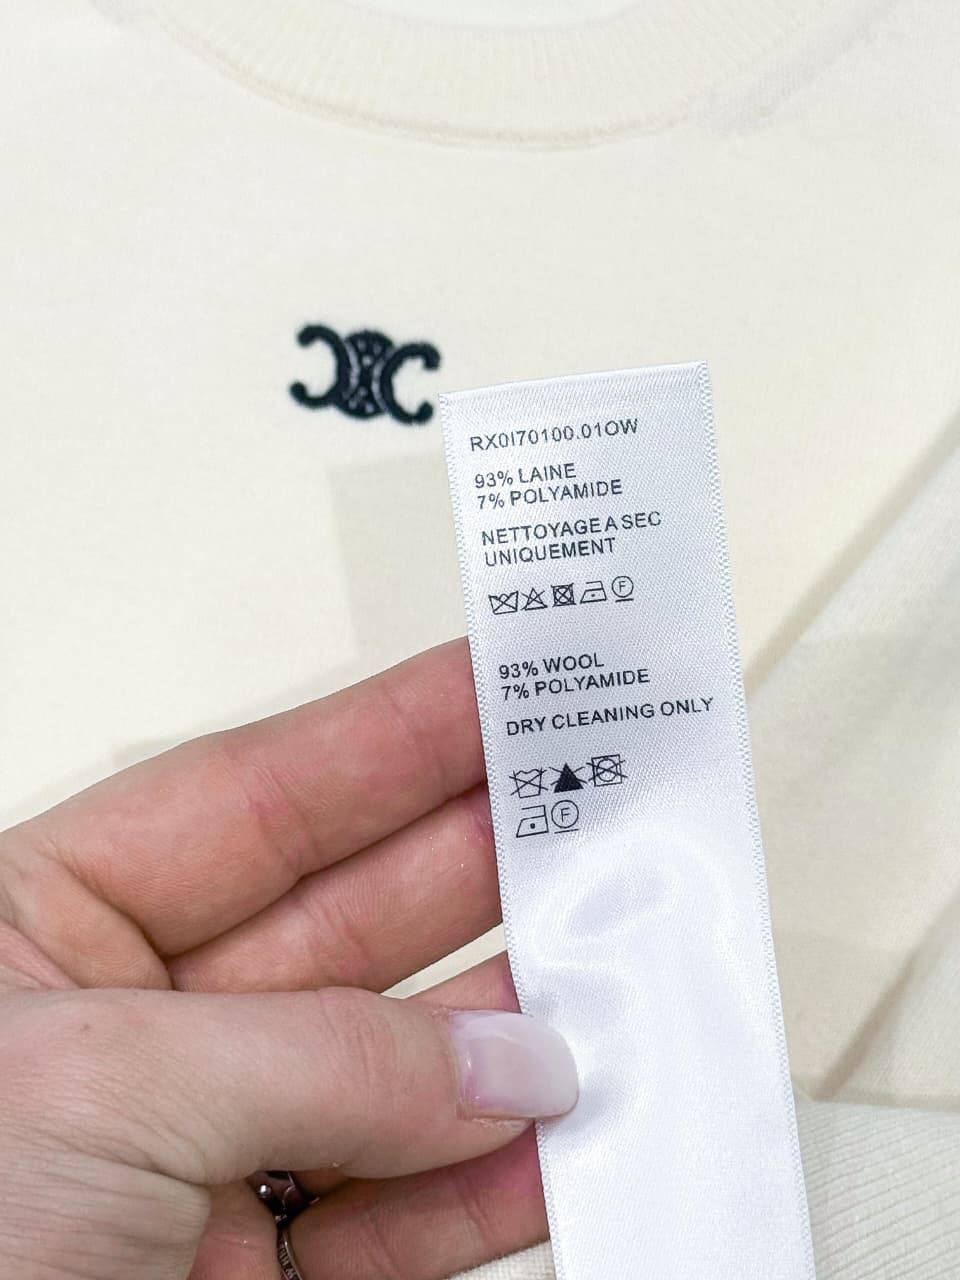 RX0I70100.01OW
93% LAINE
7% POLYAMIDE
NETTOYAGE A SEC
UNIQUEMENT
F
93% WOOL
7% POLYAMIDE
DRY CLEANING ONLY
F